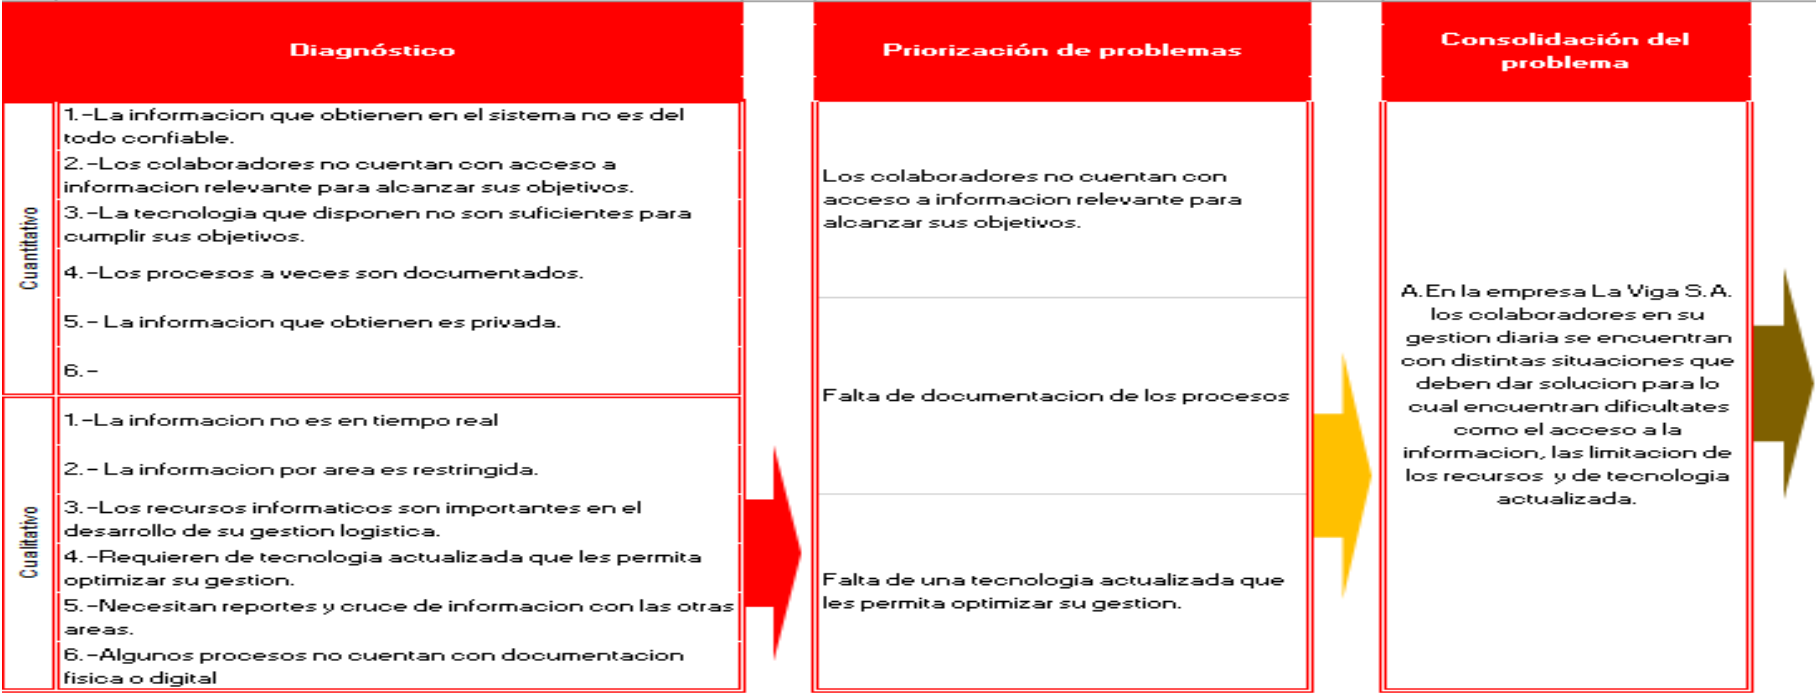 Diagnóstico
Cuantitativo
1.-La informacion que obtienen en el sistema no es del
todo confiable.
2.-Los colaboradores no cuentan con acceso a
informacion relevante para alcanzar sus objetivos.
3.-La tecnologia que disponen no son suficientes para
cumplir sus objetivos.
4.-Los procesos a veces son documentados.
5.- La informacion que obtienen es privada.
6.-
Cualitativo
1.-La informacion no es en tiempo real
2.- La informacion por area es restringida.
3.-Los recursos informaticos son importantes en el
desarrollo de su gestion logistica.
4.-Requieren de tecnologia actualizada que les permita
optimizar su gestion.
5.-Necesitan reportes y cruce de informacion con las otras
areas.
6.-Algunos procesos no cuentan con documentacion
fisica o digital
Priorización de problemas
Los colaboradores no cuentan con
acceso a informacion relevante para
alcanzar sus objetivos.
Falta de documentacion de los procesos
Falta de una tecnologia actualizada que
les permita optimizar su gestion.
Consolidación del
problema
A.En la empresa La Viga S.A.
los colaboradores en su
gestion diaria se encuentran
con distintas situaciones que
deben dar solucion para lo
cual encuentran dificultates
como el acceso a la
informacion, las limitacion de
los recursos y de tecnologia
actualizada.